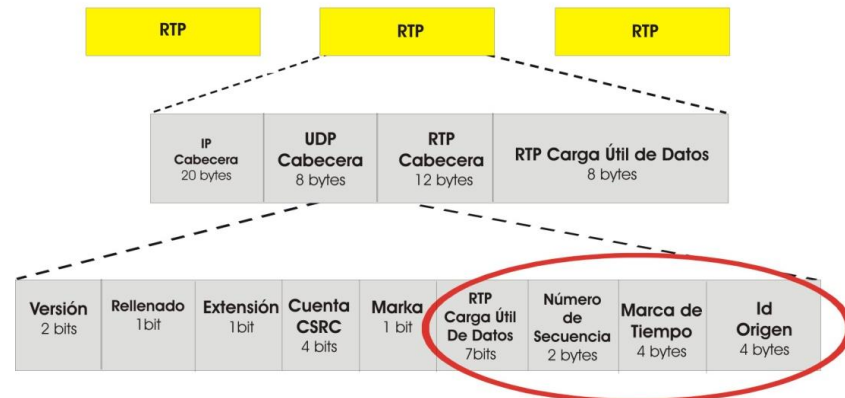 RTP
RTP
RTP
IP
Cabecera
20 bytes
UDP
Cabecera
8 bytes
RTP
Cabecera
12 bytes
RTP Carga Útil de Datos
8 bytes
Versión
2 bits
Rellenado
1bit
Extensión
1bit
Cuenta
CSRC
4 bits
Marka
1 bit
RTP
Carga Útil
De Datos
7bits
Número
de
Secuencia
2 bytes
Marca de
Tiempo
4 bytes
Id
Origen
4 bytes